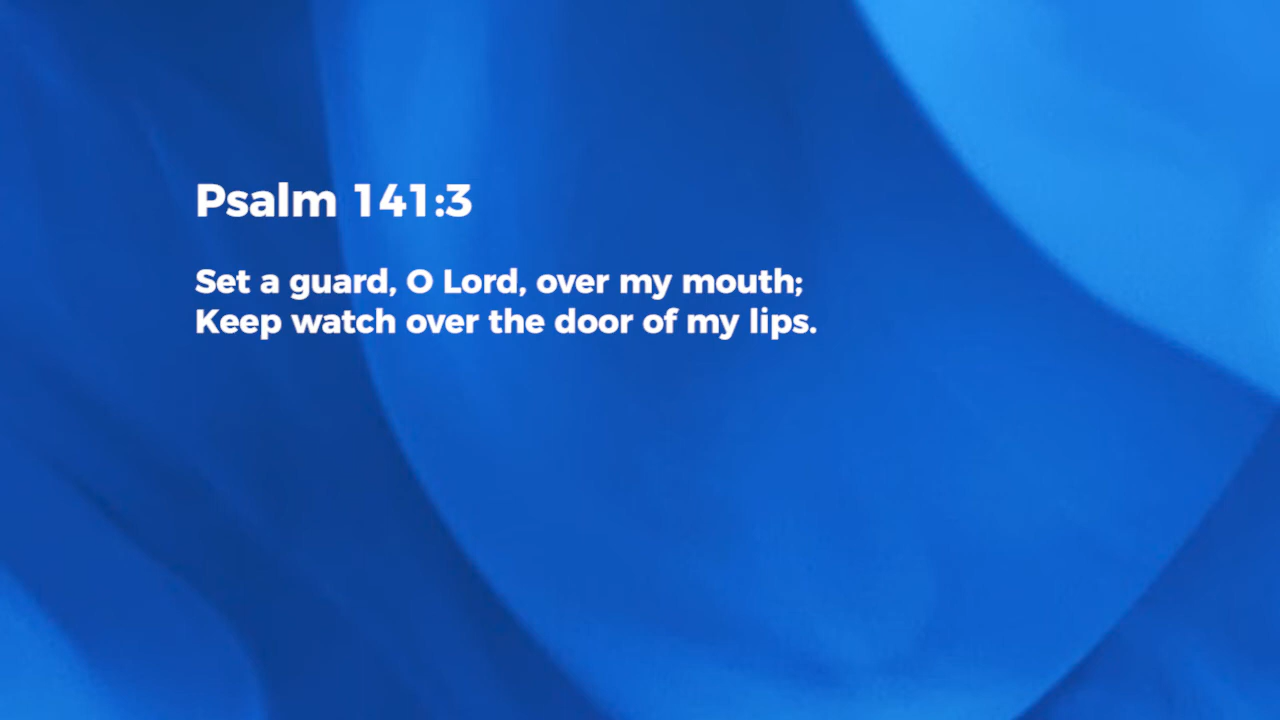 Psalm 141:3
Set a guard, O Lord, over my mouth;
Keep watch over the door of my lips.